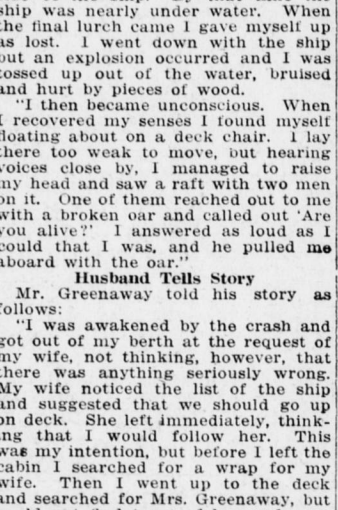 ship was nearly under water. When
the final lurch came I gave myself up
as lost. I went down with the ship
but an explosion occurred and I was
tossed up out of the water, bruised
and hurt by pieces of wood.
"I then became unconscious. When
I recovered my senses I found myself
floating about on a deck chair. I lay
there too weak to move, but hearing
voices close by, I managed to raise
my head and saw a raft with two men
on it. One of them reached out to me
with a broken oar and called out 'Are
you alive?' I answered as loud as I
could that I was, and he pulled me
aboard with the oar."
Husband Tells Story
Mr. Greenaway told his story as
follows:
"I was awakened by the crash and
got out of my berth at the request of
my wife, not thinking, however, that
there was anything seriously wrong.
My wife noticed the list of the ship
and suggested that we should go up
on deck. She left immediately, think-
ing that I would follow her. This
was my intention, but before I left the
cabin I searched for a wrap for my
wife. Then I went up to the deck
and searched for Mrs. Greenaway, but